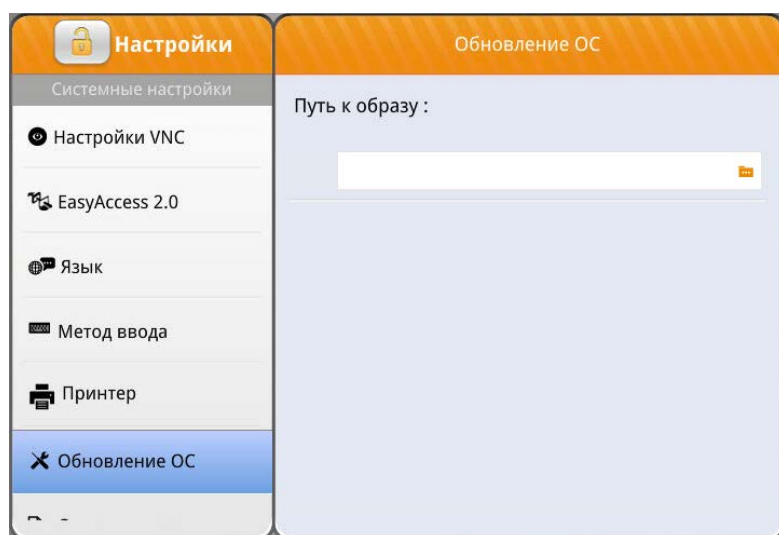 Настройки
Обновление ОС
Системные настройки
Путь к образу :
Настройки VNC
EasyAccess 2.0
Язык
Метод ввода
Принтер
Обновление ОС